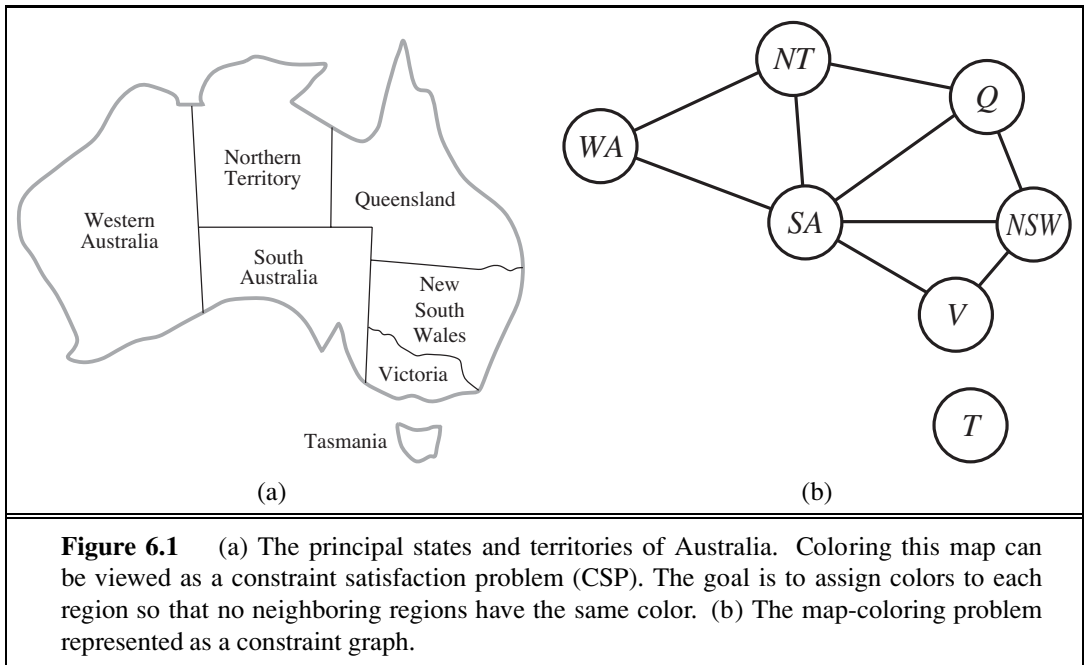 Northern
Territory
Western
Australia
Queensland
South
Australia
New
South
Wales
Victoria
Tasmania
(a)
NT
Q
WA
SA
NSW
V
T
(b)
Figure 6.1 (a) The principal states and territories of Australia. Coloring this map can
be viewed as a constraint satisfaction problem (CSP). The goal is to assign colors to each
region so that no neighboring regions have the same color. (b) The map-coloring problem
represented as a constraint graph.